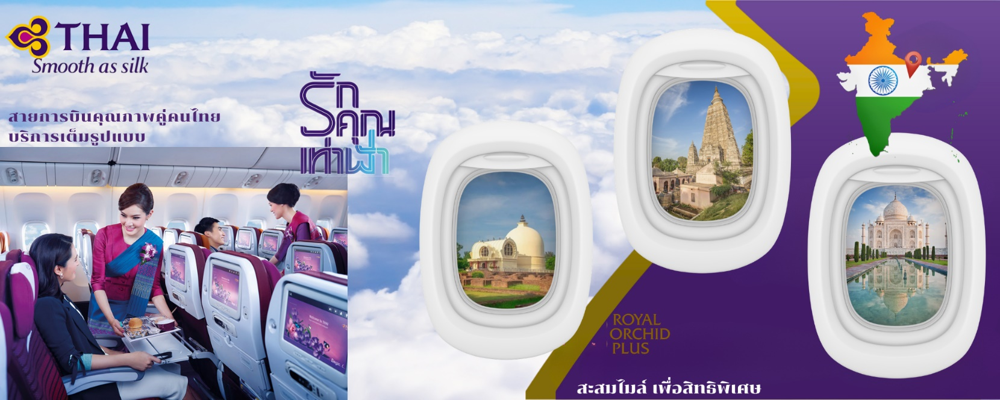 THAI
Smooth as silk
สายการบินคุณภาพคู่คนไทย
บริการเต็มรูปแบบ
รัก
คุณ
เท่าฟ้า
Welcome to THAI
ROYAL
ORCHID
PLUS
สะสมไมล์ เพื่อสิทธิพิเศษ